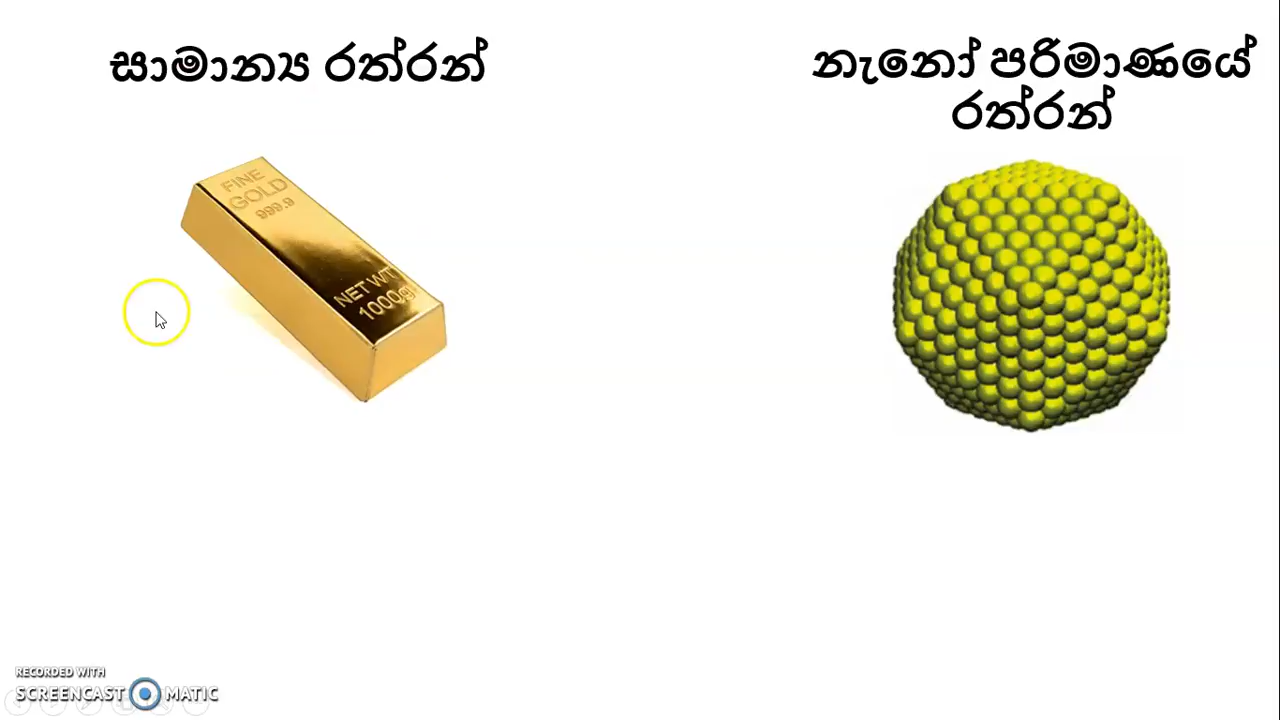 සාමාන්‍ය රත්රන්
නැනෝ පරිමාණයේ
රත්රන්
FINE
GOLD
999.9
NET WT
1000g
RECORDED WITH
SCREENCAST MATIC